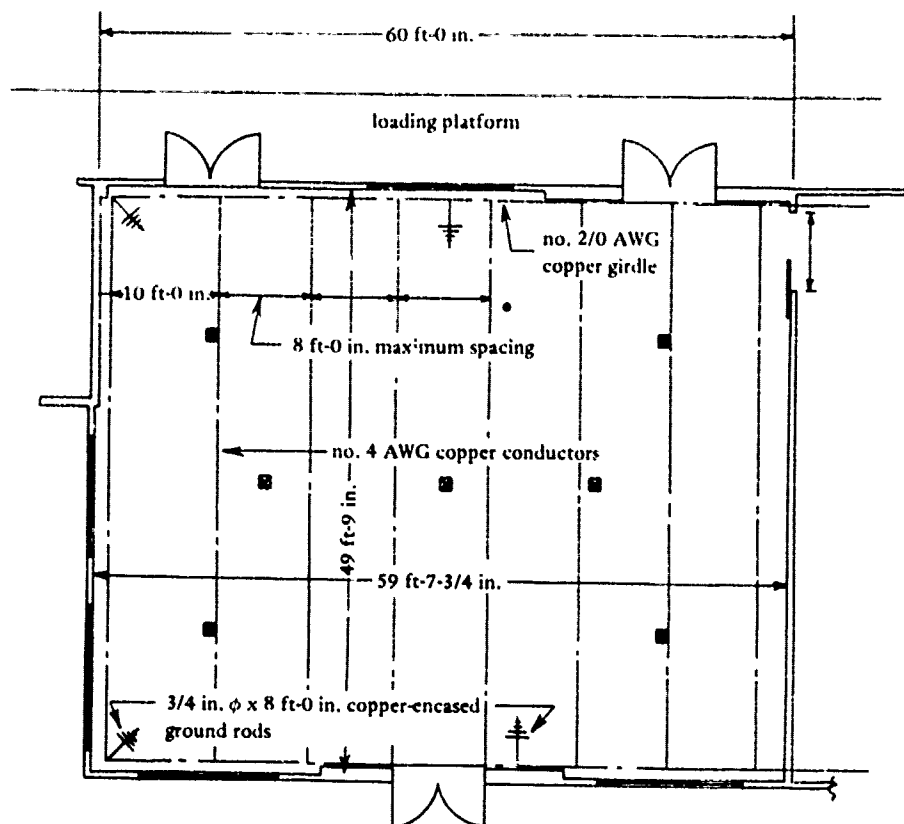 60 ft-0 in.
loading platform
no. 2/0 AWG
copper girdle
10 ft-0 in.
8 ft-0 in. maximum spacing
no. 4 AWG copper conductors
49 ft-9 in.
59 ft-7-3/4 in.
3/4 in. ϕ x 8 ft-0 in. copper-encased
ground rods